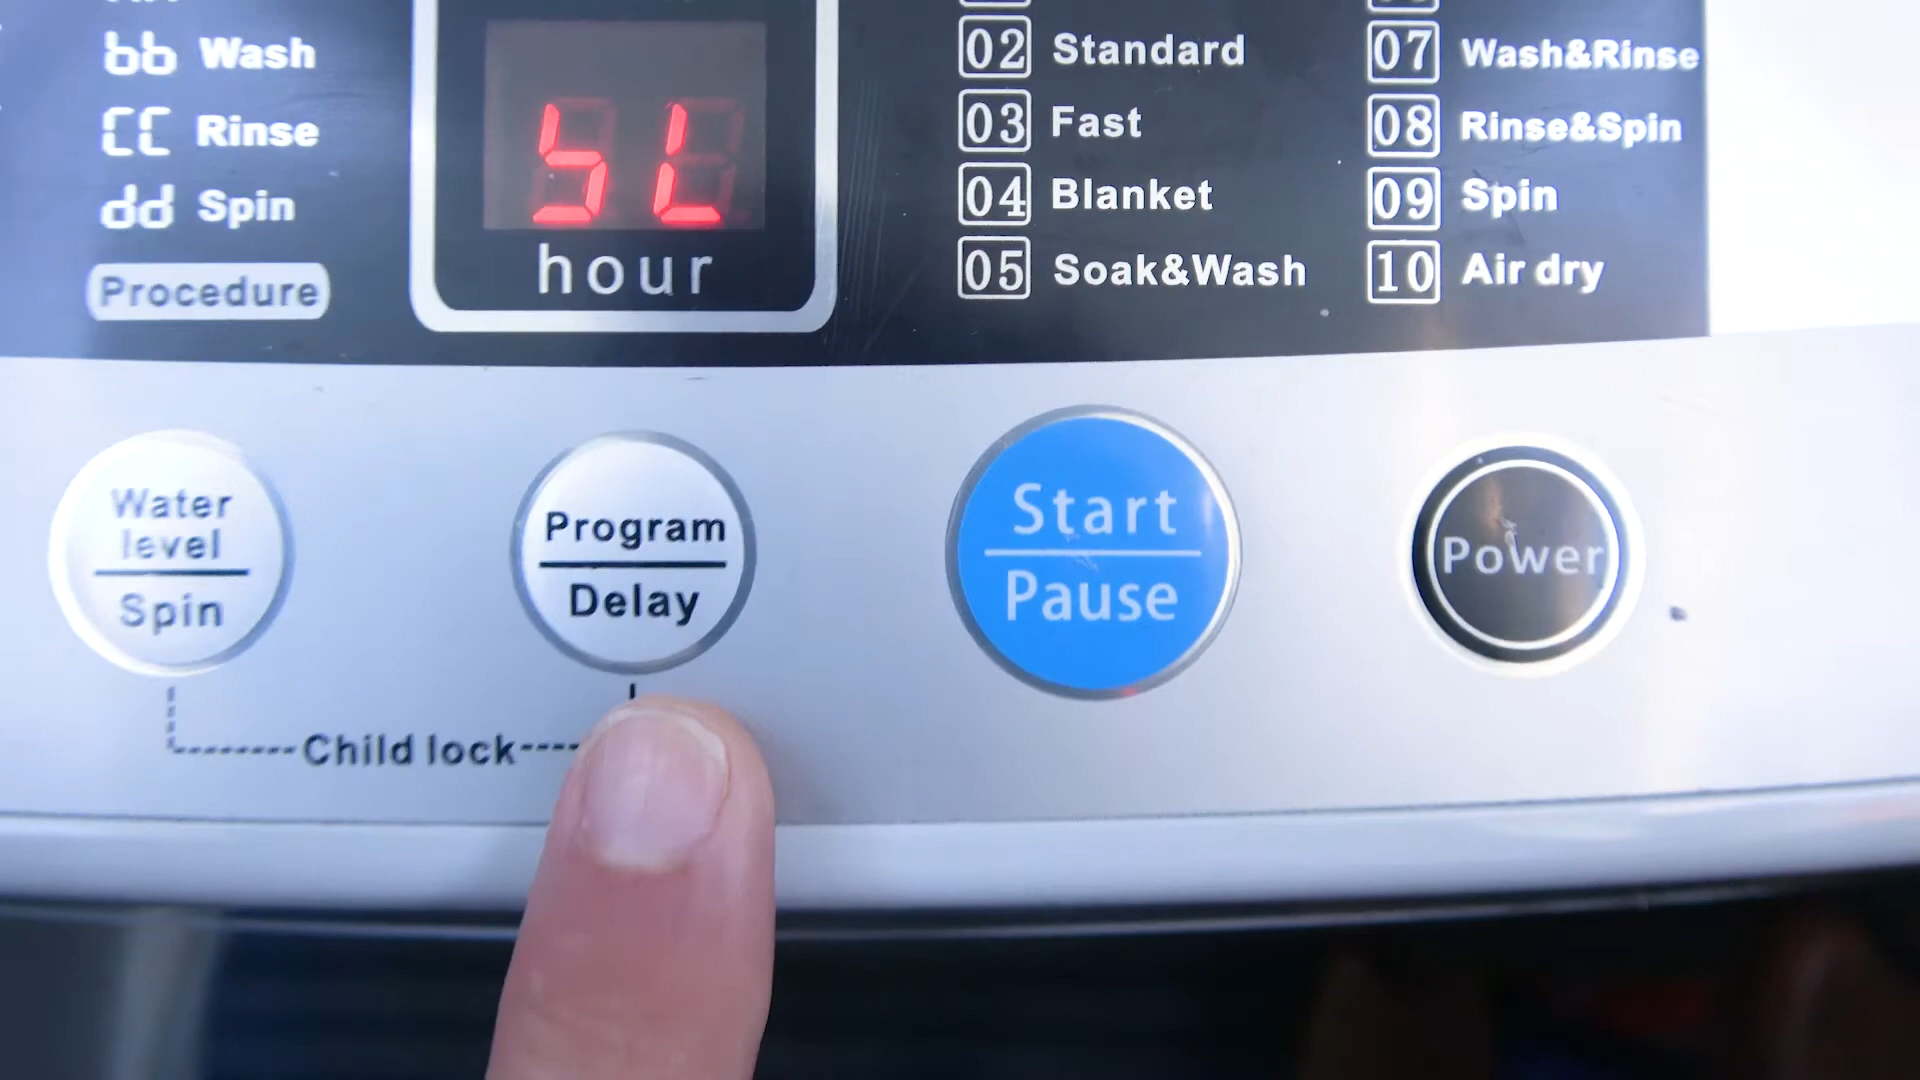 bb Wash
CC Rinse
dd Spin
Procedure
5L
hour
02 Standard
03 Fast
04 Blanket
05 Soak&Wash
07 Wash&Rinse
08 Rinse&Spin
09 Spin
10 Air dry
Water
level
Spin
Program
Delay
Start
Pause
Power
Child lock